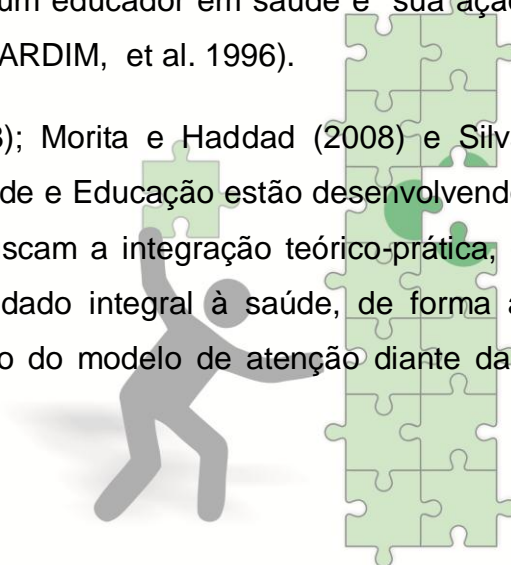 um educador em saúde e sua ação
ARDIM, et al. 1996).
); Morita e Haddad (2008) e Silv
de e Educação estão desenvolvend
scam a integração teórico-prática,
dado integral à saúde, de forma a
o do modelo de atenção diante da